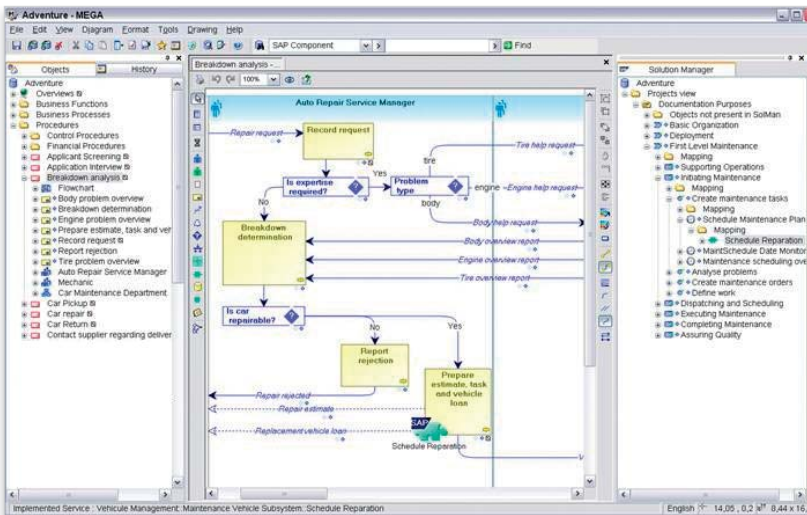 Adventure - MEGA
File Edit View Diagram Format Tools Drawing Help
SAP Component
Find
Objects
History
Adventure
Overviews
Business Functions
Business Processes
Procedures
Control Procedures
Financial Procedures
Applicant Screening
Application Interview
Breakdown analysis
Flowchart
Body problem overview
Breakdown determination
Engine problem overview
Prepare estimate, task and veh
Record request
Report rejection
Tire problem overview
Auto Repair Service Manager
Mechanic
Car Maintenance Department
Car Pickup
Car repair
Car Return
Contact supplier regarding deliver
Breakdown analysis -...
100%
Auto Repair Service Manager
Repair request
Record request
Is expertise required?
Yes
Problem type
tire
Tire help request
engine
Engine help request
body
No
Body help request
Breakdown determination
Body overview report
Engine overview report
Tire overview report
Is car repairable?
No
Yes
Report rejection
Prepare estimate, task and vehicle loan
Repair rejected
Repair estimate
Replacement vehicle loan
SAP
Schedule Reparation
V
Solution Manager
Adventure
Projects view
Documentation Purposes
Objects not present in SolMan
Basic Organization
Deployment
First Level Maintenance
Mapping
Supporting Operations
Initiating Maintenance
Mapping
Create maintenance tasks
Mapping
Schedule Maintenance Plan
Mapping
Schedule Reparation
MaintSchedule Date Monitor
Maintenance scheduling ove
Analyse problems
Create maintenance orders
Define work
Dispatching and Scheduling
Executing Maintenance
Completing Maintenance
Assuring Quality
Implemented Service : Vehicule Management::Maintenance Vehicle Subsystem::Schedule Reparation
English
14,05 , 0,2
8,44 x 16